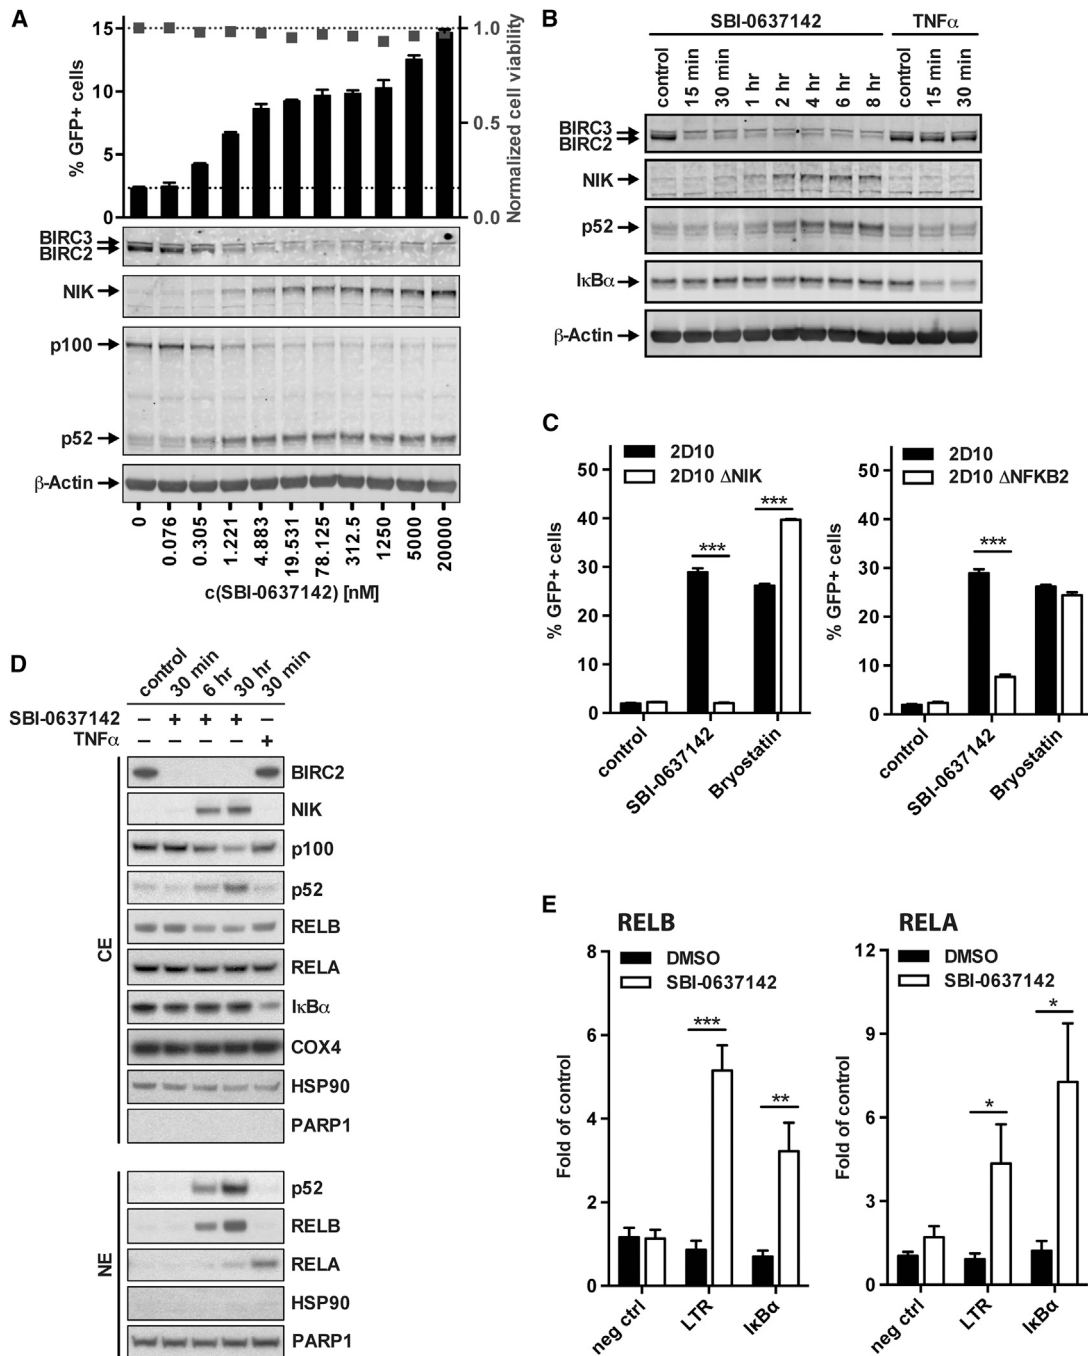 A
% GFP+ cells
15
10
5
0
1.0
0.5
0.0
Normalized cell viability
BIRC3
BIRC2
NIK
p100
p52
β-Actin
0
0.076
0.305
1.221
4.883
19.531
78.125
312.5
1250
5000
20000
c(SBI-0637142) [nM]
B
SBI-0637142
TNFα
control
15 min
30 min
1 hr
2 hr
4 hr
6 hr
8 hr
control
15 min
30 min
BIRC3
BIRC2
NIK
p52
IκBα
β-Actin
C
2D10
2D10 ΔNIK
% GFP+ cells
50
40
30
20
10
0
***
***
control
SBI-0637142
Bryostatin
2D10
2D10 ΔNFKB2
% GFP+ cells
50
40
30
20
10
0
***
control
SBI-0637142
Bryostatin
D
control
30 min
6 hr
30 hr
30 min
SBI-0637142 – + + + –
TNFα – – – – +
CE
BIRC2
NIK
p100
p52
RELB
RELA
IκBα
COX4
HSP90
PARP1
NE
p52
RELB
RELA
HSP90
PARP1
E
RELB
DMSO
SBI-0637142
Fold of control
8
6
4
2
0
***
**
neg ctrl
LTR
IκBα
RELA
DMSO
SBI-0637142
Fold of control
12
9
6
3
0
*
*
neg ctrl
LTR
IκBα